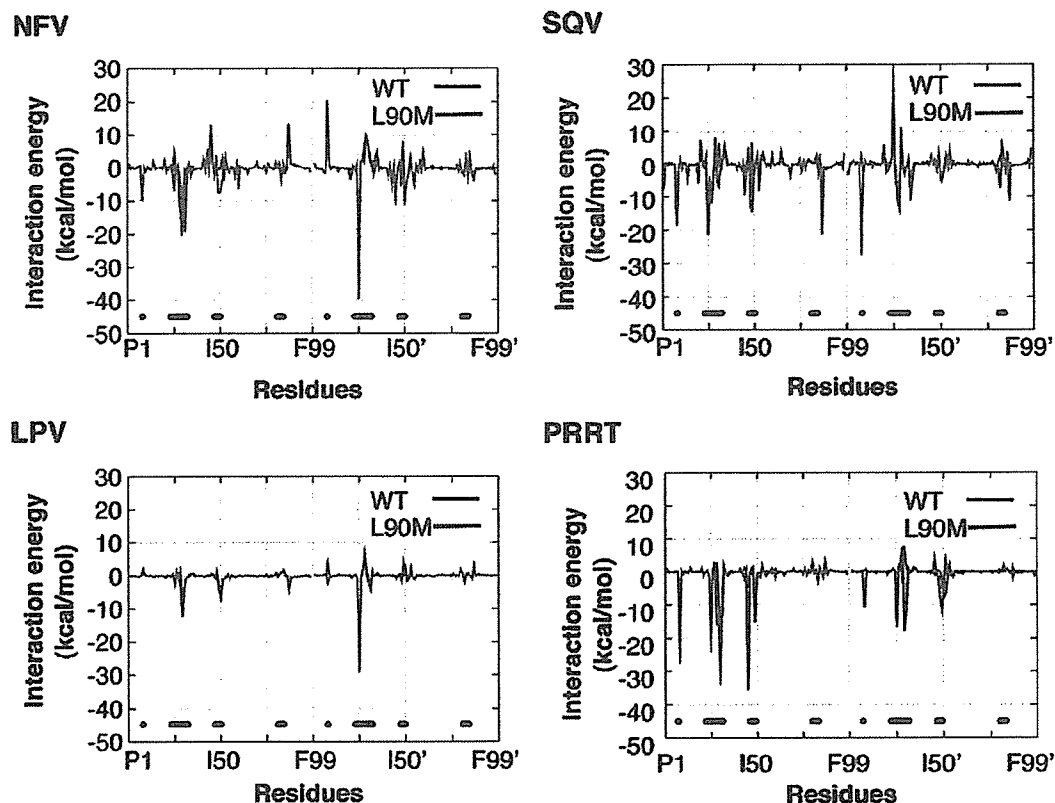 NFV
Interaction energy
(kcal/mol)
30
20
10
0
-10
-20
-30
-40
-50
WT
L90M
P1 I50 F99 I50' F99'
Residues
SQV
Interaction energy
(kcal/mol)
30
20
10
0
-10
-20
-30
-40
-50
WT
L90M
P1 I50 F99 I50' F99'
Residues
LPV
Interaction energy
(kcal/mol)
30
20
10
0
-10
-20
-30
-40
-50
WT
L90M
P1 I50 F99 I50' F99'
Residues
PRRT
Interaction energy
(kcal/mol)
30
20
10
0
-10
-20
-30
-40
-50
WT
L90M
P1 I50 F99 I50' F99'
Residues